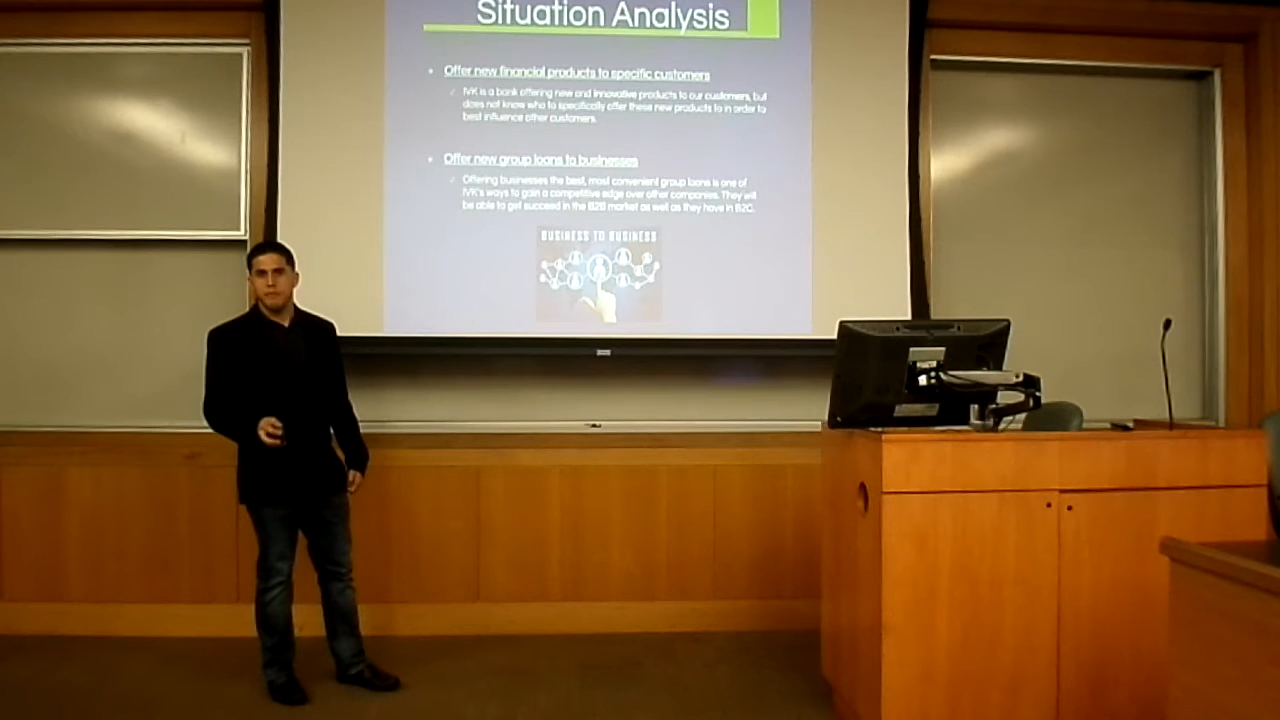 Situation Analysis
Offer new financial products to specific customers
IVK is a bank offering new and innovative products to our customers, but
does not know who to specifically offer these new products to in order to
best influence other customers.
Offer new group loans to businesses
Offering businesses the best, most convenient group loans is one of
IVK's ways to gain a competitive edge over other companies. They will
be able to get succeed in the B2B market as well as they have in B2C.
BUSINESS TO BUSINESS